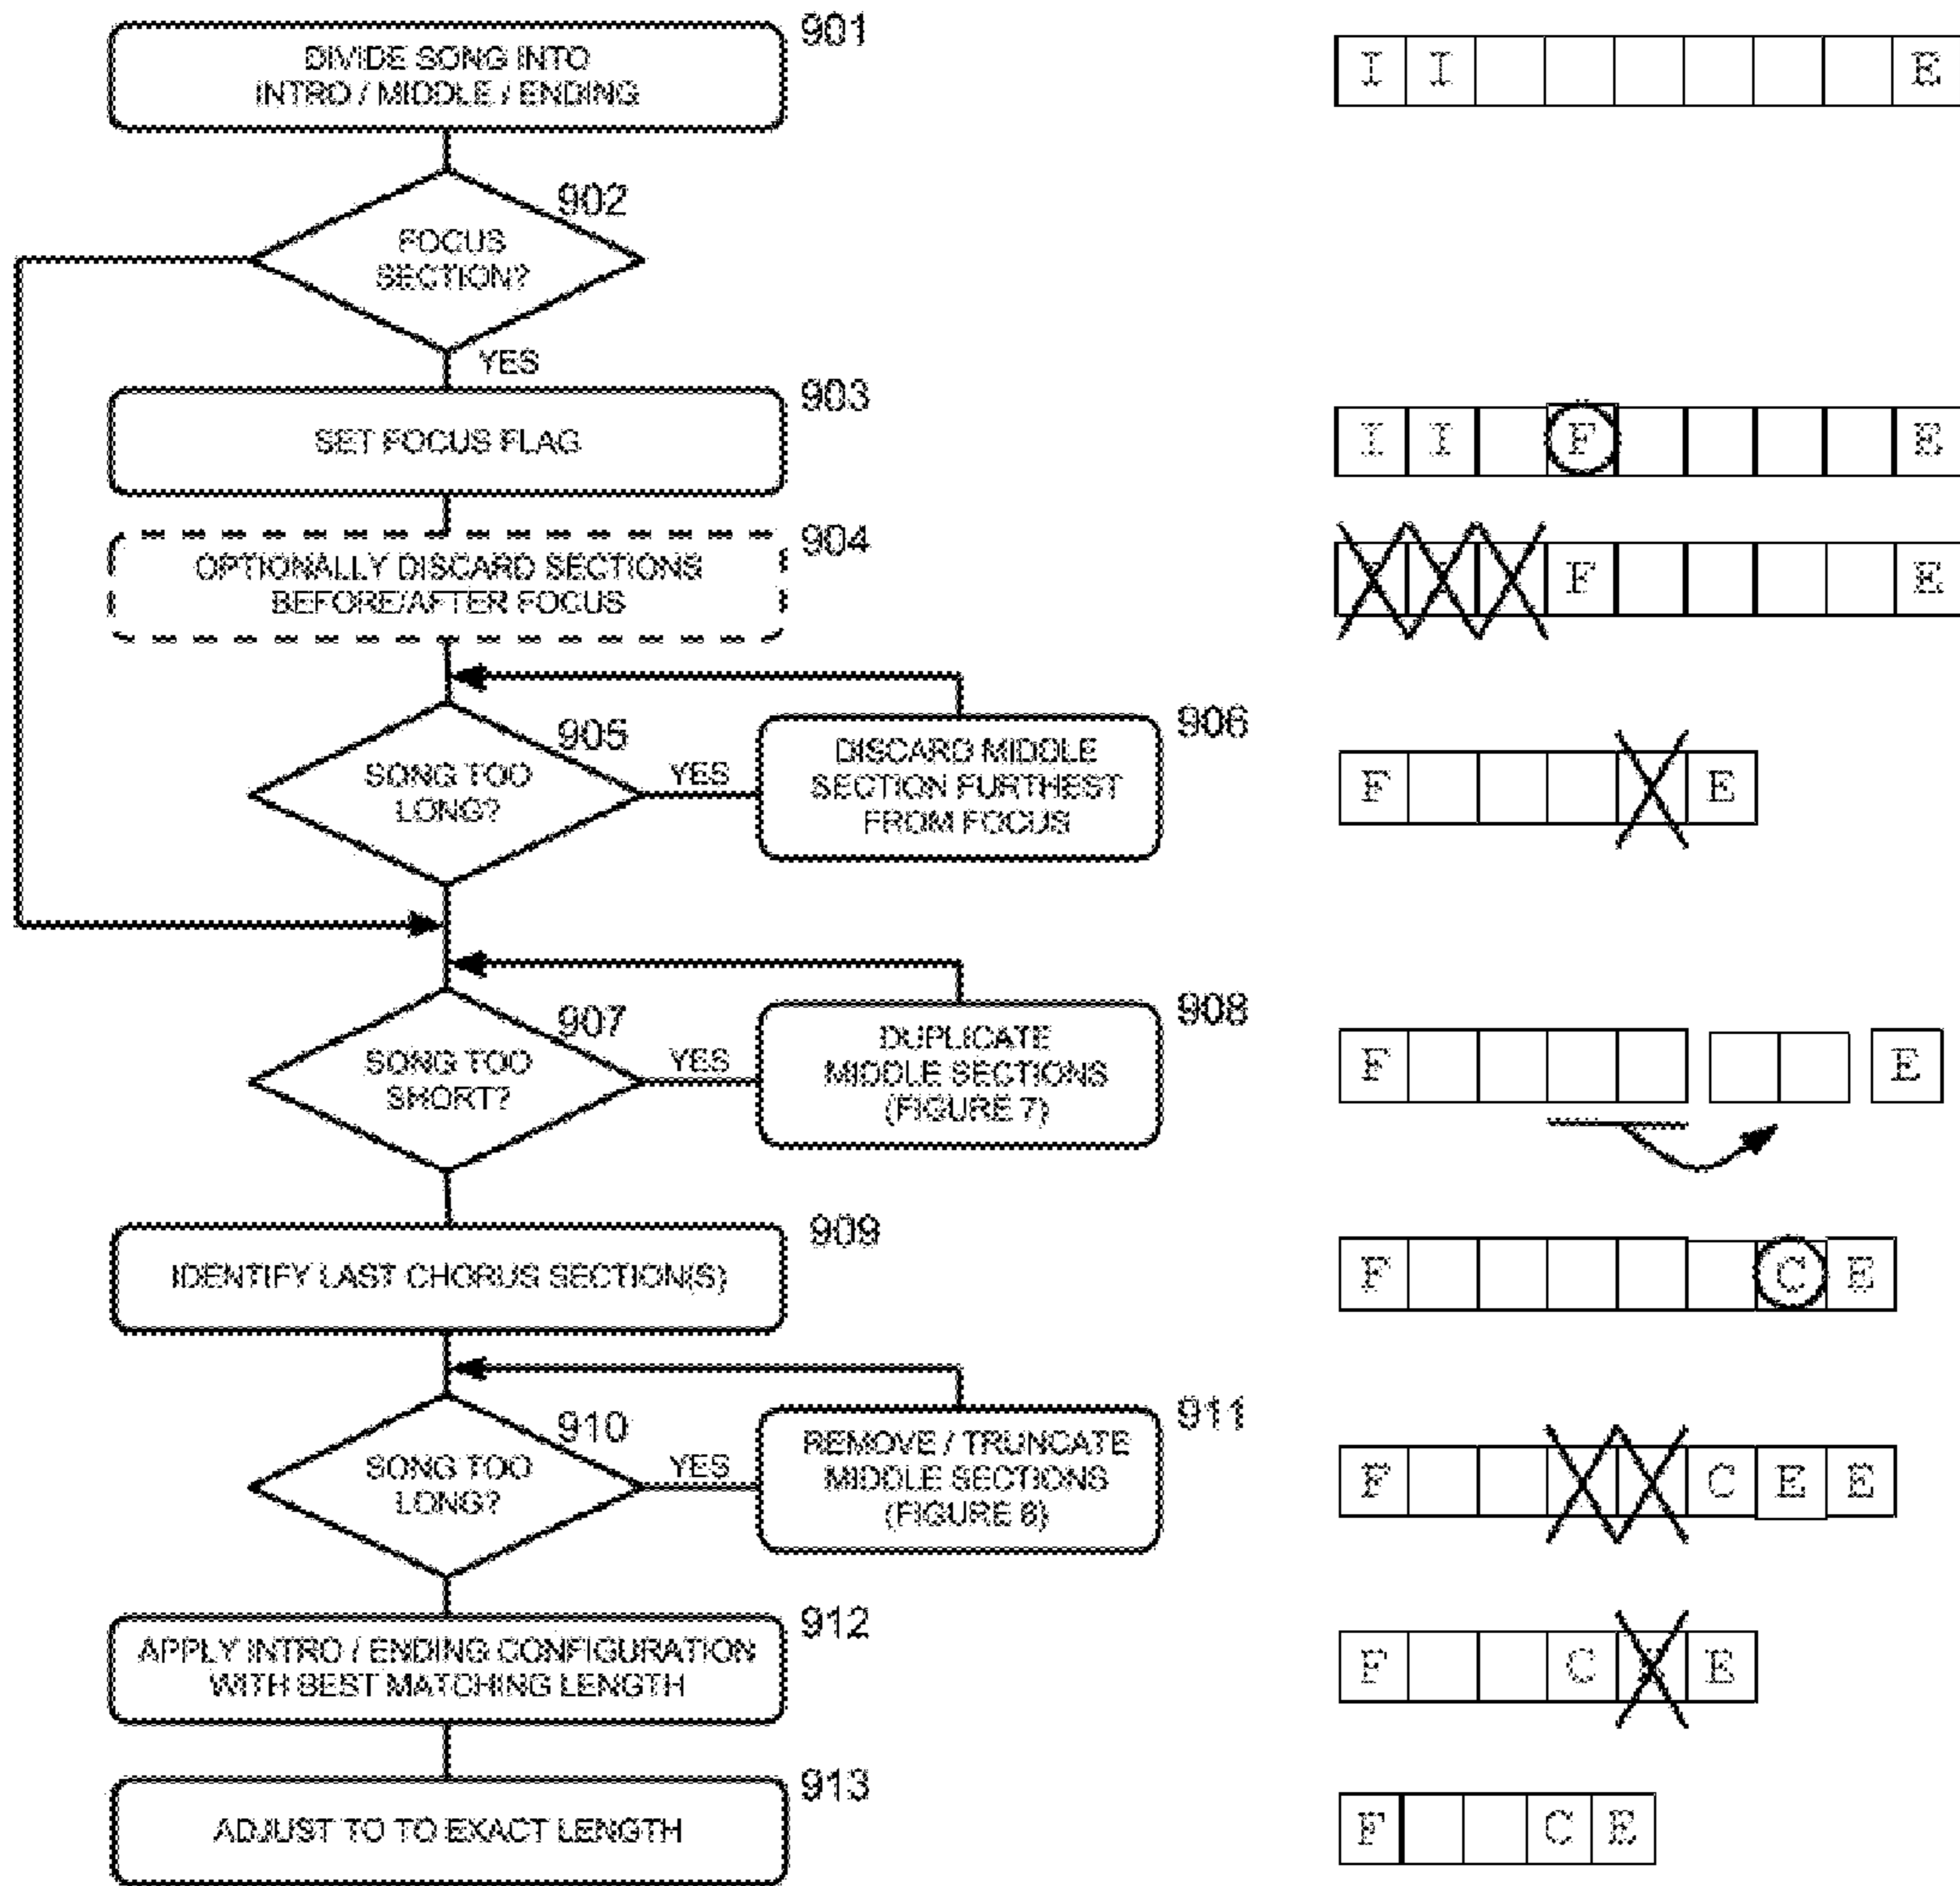 901
DIVIDE SONG INTO
INTRO / MIDDLE / ENDING
I I E
902
FOCUS
SECTION?
YES
903
SET FOCUS FLAG
I I F E
904
OPTIONALLY DISCARD SECTIONS
BEFORE/AFTER FOCUS
F E
905
SONG TOO
LONG?
YES
906
DISCARD MIDDLE
SECTION FURTHEST
FROM FOCUS
F E
907
SONG TOO
SHORT?
YES
908
DUPLICATE
MIDDLE SECTIONS
(FIGURE 7)
F E
909
IDENTIFY LAST CHORUS SECTION(S)
F C E
910
SONG TOO
LONG?
YES
911
REMOVE / TRUNCATE
MIDDLE SECTIONS
(FIGURE 8)
F C E E
912
APPLY INTRO / ENDING CONFIGURATION
WITH BEST MATCHING LENGTH
F C E
913
ADJUST TO TO EXACT LENGTH
F C E